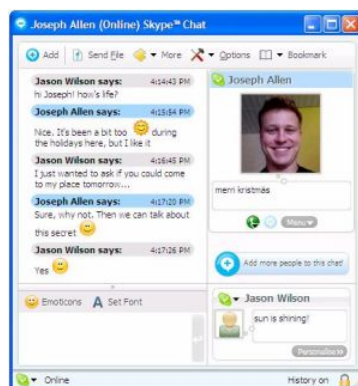 Joseph Allen (Online) Skype™ Chat
Add Send File More Options Bookmark
Jason Wilson says: 4:14:43 PM
hi Joseph! how's life?
Joseph Allen says: 4:15:54 PM
Nice. It's been a bit too during
the holidays here, but I like it
Jason Wilson says: 4:16:45 PM
I just wanted to ask if you could come
to my place tomorrow...
Joseph Allen says: 4:17:20 PM
Sure, why not. Then we can talk about
this secret
Jason Wilson says: 4:17:26 PM
Yes
Joseph Allen
merri kristmas
Menu
Add more people to this chat!
Emoticons A Set Font
Jason Wilson
sun is shining!
Personalise
Online
History on